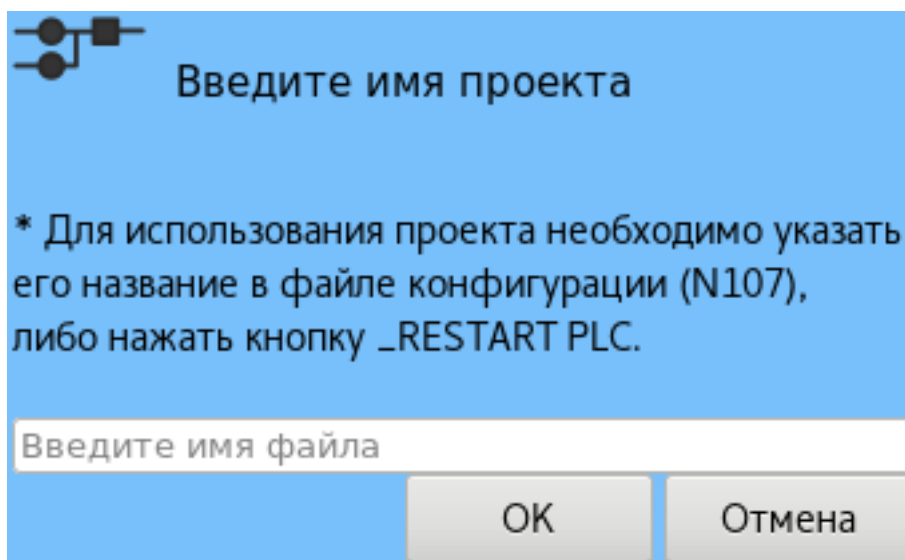 Введите имя проекта
* Для использования проекта необходимо указать
его название в файле конфигурации (N107),
либо нажать кнопку _RESTART PLC.
Введите имя файла
OK
Отмена